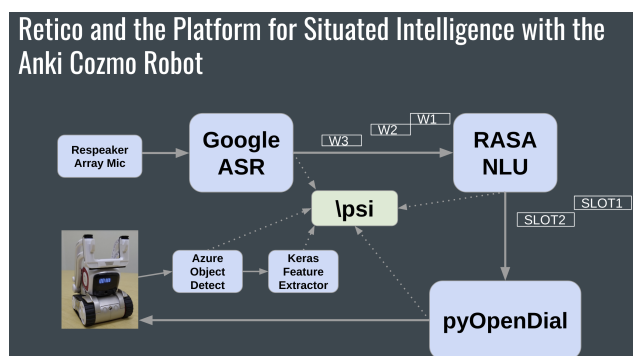 Retico and the Platform for Situated Intelligence with the
Anki Cozmo Robot
Respeaker
Array Mic
Google
ASR
W3
W2
W1
RASA
NLU
\psi
SLOT1
SLOT2
Azure
Object
Detect
Keras
Feature
Extractor
pyOpenDial